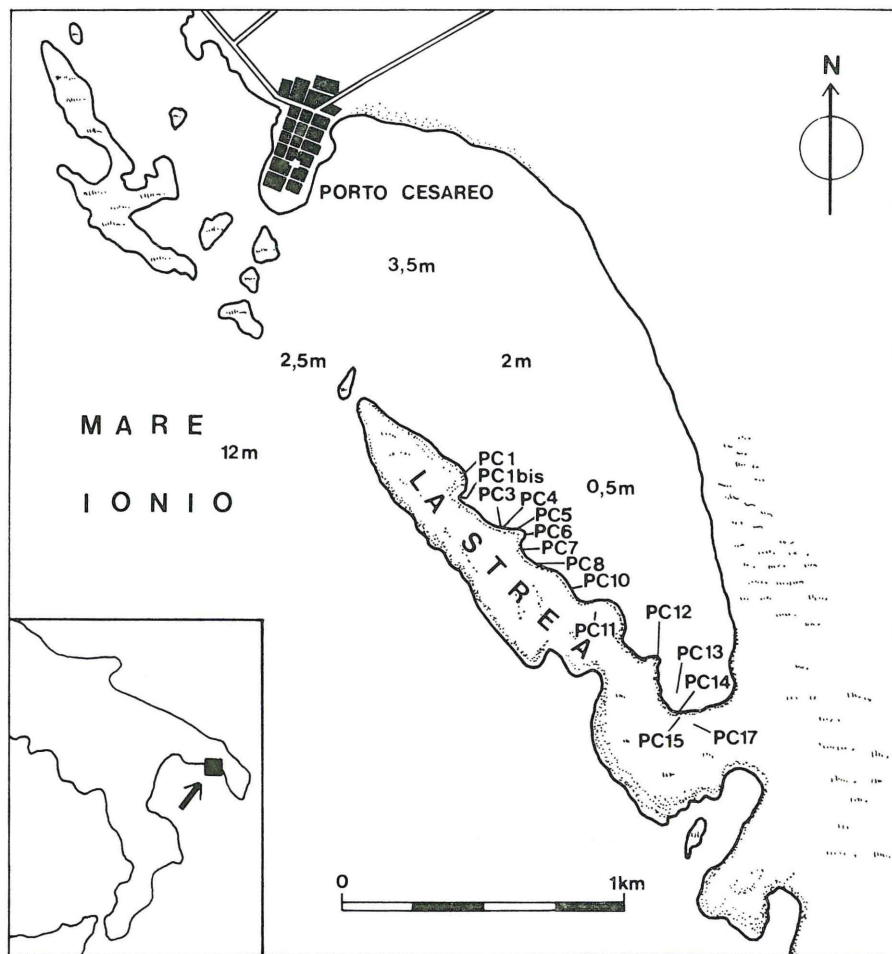 N
PORTO CESAREO
3,5m
2,5m
2m
MARE
IONIO
12m
0,5m
LA STREA
PC1
PC1bis
PC3
PC4
PC5
PC6
PC7
PC8
PC10
PC11
PC12
PC13
PC14
PC15
PC17
0
1km